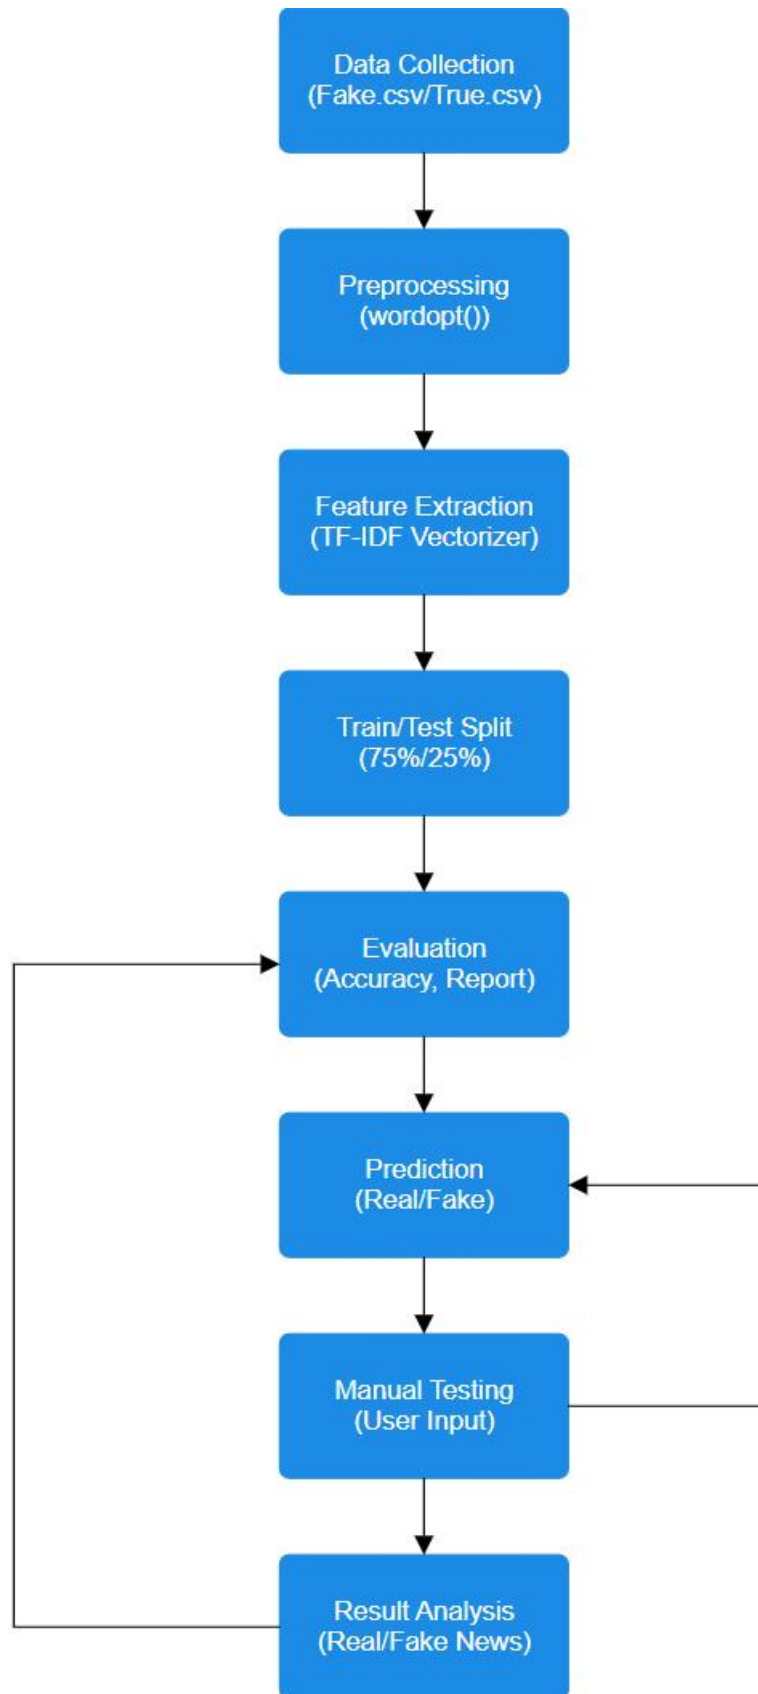 Data Collection
(Fake.csv/True.csv)
Preprocessing
(wordopt())
Feature Extraction
(TF-IDF Vectorizer)
Train/Test Split
(75%/25%)
Evaluation
(Accuracy, Report)
Prediction
(Real/Fake)
Manual Testing
(User Input)
Result Analysis
(Real/Fake News)